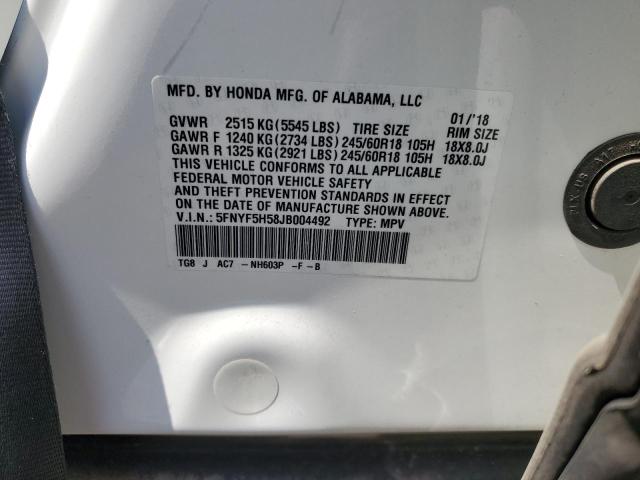 MFD. BY HONDA MFG. OF ALABAMA, LLC 01/'18
GVWR 2515 KG (5545 LBS) TIRE SIZE RIM SIZE
GAWR F 1240 KG (2734 LBS) 245/60R18 105H 18X8.0J
GAWR R 1325 KG (2921 LBS) 245/60R18 105H 18X8.0J
THIS VEHICLE CONFORMS TO ALL APPLICABLE
FEDERAL MOTOR VEHICLE SAFETY
AND THEFT PREVENTION STANDARDS IN EFFECT
ON THE DATE OF MANUFACTURE SHOWN ABOVE.
V.I.N.: 5FNYF5H58JB004492 TYPE: MPV
TG8 J AC7 -NH603P -F -B